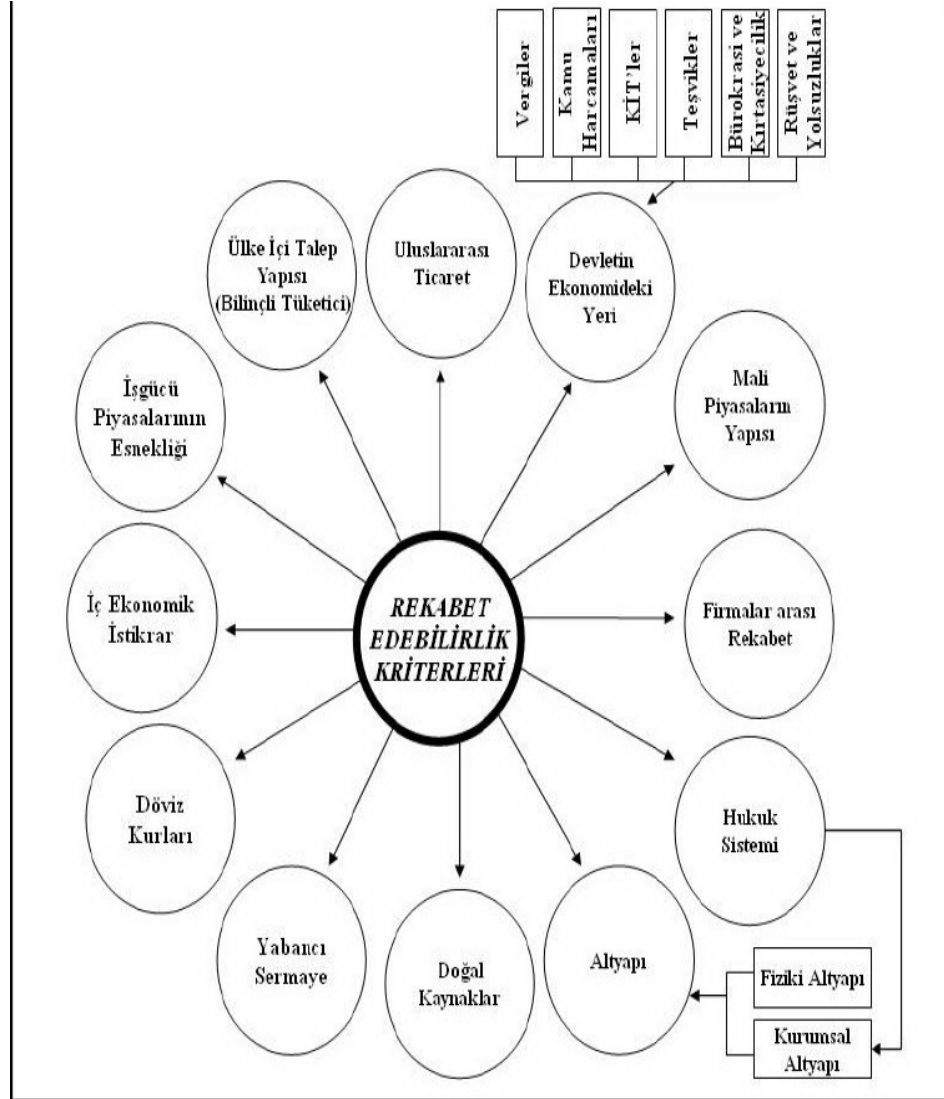 Vergiler
Kamu
Harcamaları
KİT'ler
Teşvikler
Bürokrasi ve
Kırtasiyecilik
Rüşvet ve
Yolsuzluklar
Ülke İçi Talep
Yapısı
(Bilinçli Tüketici)
Uluslararası
Ticaret
Devletin
Ekonomideki
Yeri
Mali
Piyasaların
Yapısı
İşgücü
Piyasalarının
Esnekliği
İç Ekonomik
İstikrar
REKABET
EDEBİLİRLİK
KRİTERLERİ
Firmalar arası
Rekabet
Döviz
Kurları
Hukuk
Sistemi
Yabancı
Sermaye
Doğal
Kaynaklar
Altyapı
Fiziki Altyapı
Kurumsal
Altyapı